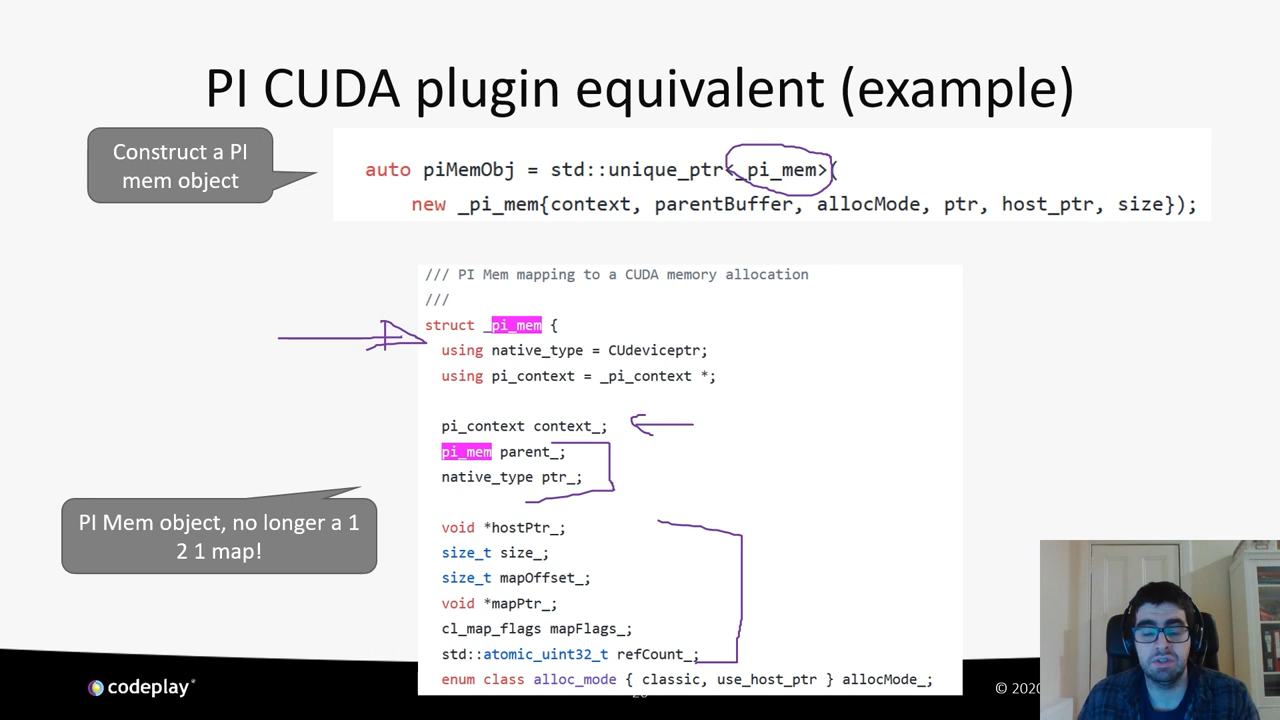 PI CUDA plugin equivalent (example)
Construct a PI
mem object
auto piMemObj = std::unique_ptr<_pi_mem>(
new _pi_mem{context, parentBuffer, allocMode, ptr, host_ptr, size});
/// PI Mem mapping to a CUDA memory allocation
///
struct _pi_mem {
using native_type = CUdeviceptr;
using pi_context = _pi_context *;
pi_context context_;
pi_mem parent_;
native_type ptr_;
PI Mem object, no longer a 1
2 1 map!
void *hostPtr_;
size_t size_;
size_t mapOffset_;
void *mapPtr_;
cl_map_flags mapFlags_;
std::atomic_uint32_t refCount_;
enum class alloc_mode { classic, use_host_ptr } allocMode_;
codeplay®
© 2020